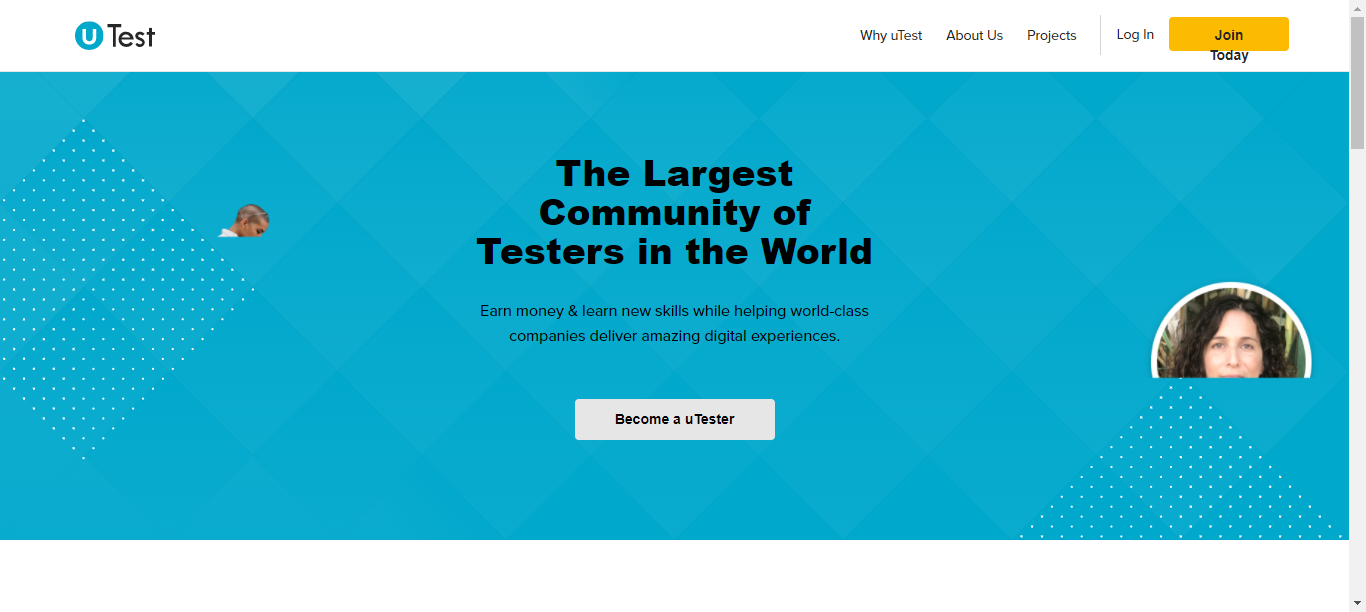 uTest
Why uTest
About Us
Projects
Log In
Join
Today
The Largest
Community of
Testers in the World
Earn money & learn new skills while helping world-class
companies deliver amazing digital experiences.
Become a uTester